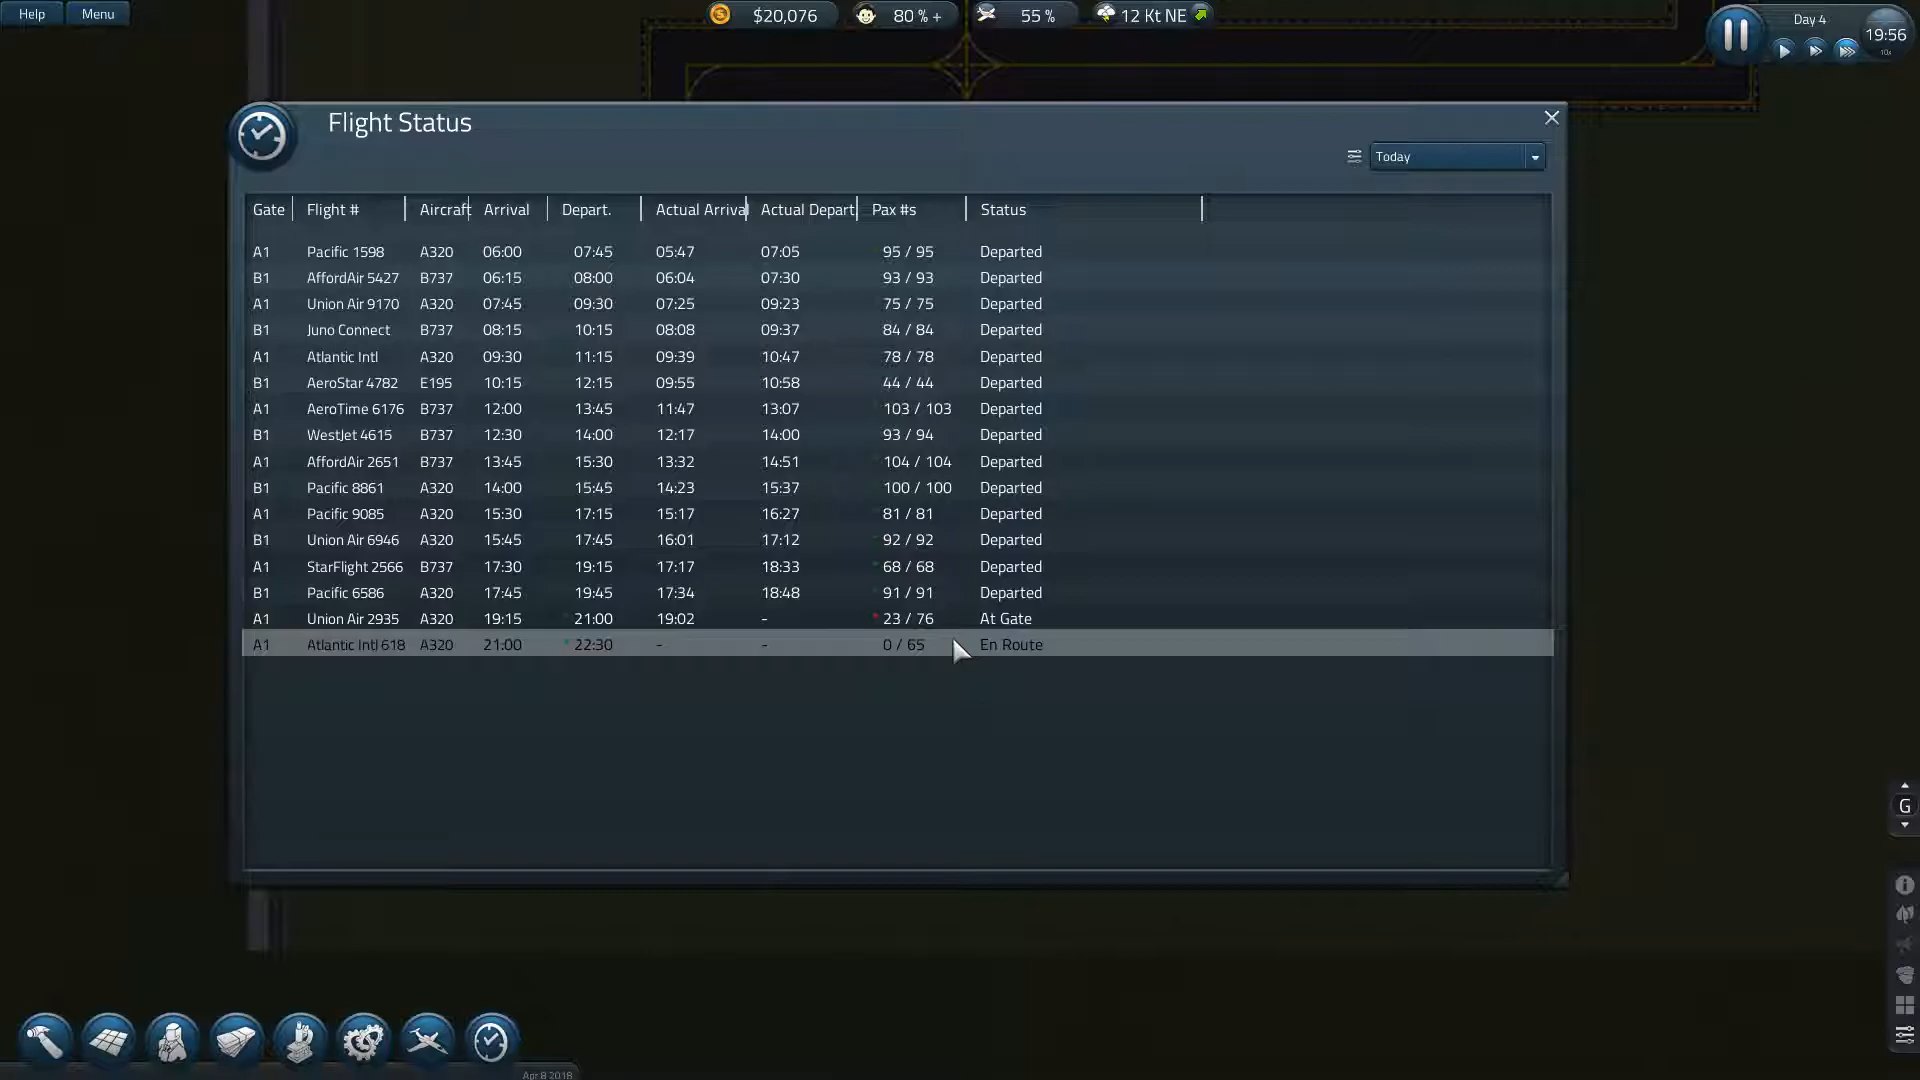 Help Menu $20,076 80 % + 55 % 12 Kt NE Day 4
19:56
10x
Flight Status
Today
Gate Flight # Aircraft Arrival Depart. Actual Arrival Actual Depart Pax #s Status
A1 Pacific 1598 A320 06:00 07:45 05:47 07:05 95 / 95 Departed
B1 AffordAir 5427 B737 06:15 08:00 06:04 07:30 93 / 93 Departed
A1 Union Air 9170 A320 07:45 09:30 07:25 09:23 75 / 75 Departed
B1 Juno Connect B737 08:15 10:15 08:08 09:37 84 / 84 Departed
A1 Atlantic Intl A320 09:30 11:15 09:39 10:47 78 / 78 Departed
B1 AeroStar 4782 E195 10:15 12:15 09:55 10:58 44 / 44 Departed
A1 AeroTime 6176 B737 12:00 13:45 11:47 13:07 103 / 103 Departed
B1 WestJet 4615 B737 12:30 14:00 12:17 14:00 93 / 94 Departed
A1 AffordAir 2651 B737 13:45 15:30 13:32 14:51 104 / 104 Departed
B1 Pacific 8861 A320 14:00 15:45 14:23 15:37 100 / 100 Departed
A1 Pacific 9085 A320 15:30 17:15 15:17 16:27 81 / 81 Departed
B1 Union Air 6946 A320 15:45 17:45 16:01 17:12 92 / 92 Departed
A1 StarFlight 2566 B737 17:30 19:15 17:17 18:33 68 / 68 Departed
B1 Pacific 6586 A320 17:45 19:45 17:34 18:48 91 / 91 Departed
A1 Union Air 2935 A320 19:15 21:00 19:02 - 23 / 76 At Gate
A1 Atlantic Intl 618 A320 21:00 22:30 - - 0 / 65 En Route
G
Apr 8 2018